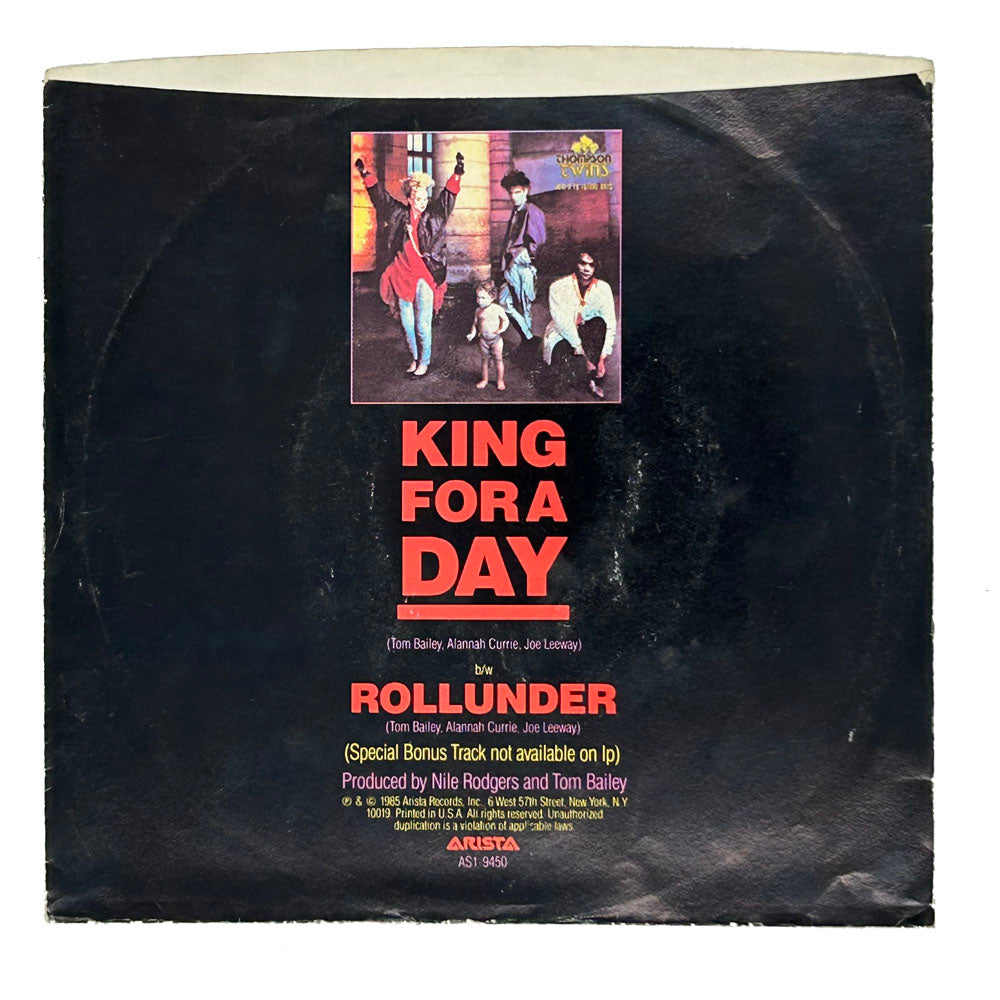 THOMPSON
TWINS
KING
FOR A
DAY
(Tom Bailey, Alannah Currie, Joe Leeway)
b/w
ROLLUNDER
(Tom Bailey, Alannah Currie, Joe Leeway)
(Special Bonus Track not available on lp)
Produced by Nile Rodgers and Tom Bailey
℗ & © 1985 Arista Records, Inc., 6 West 57th Street, New York, N.Y.
10019. Printed in U.S.A. All rights reserved. Unauthorized
duplication is a violation of applicable laws.
ARISTA
AS1-9450